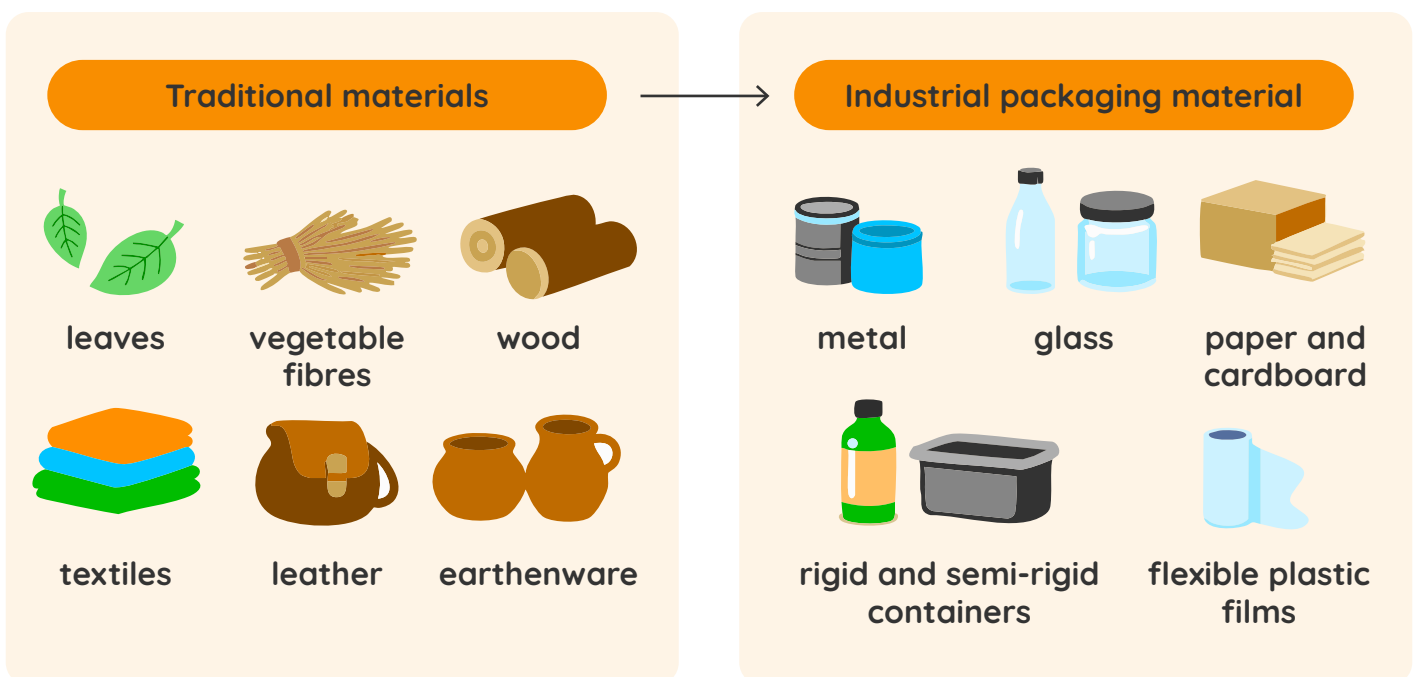 Traditional materials
leaves
vegetable
fibres
wood
textiles
leather
earthenware
Industrial packaging material
metal
glass
paper and
cardboard
rigid and semi-rigid
containers
flexible plastic
films